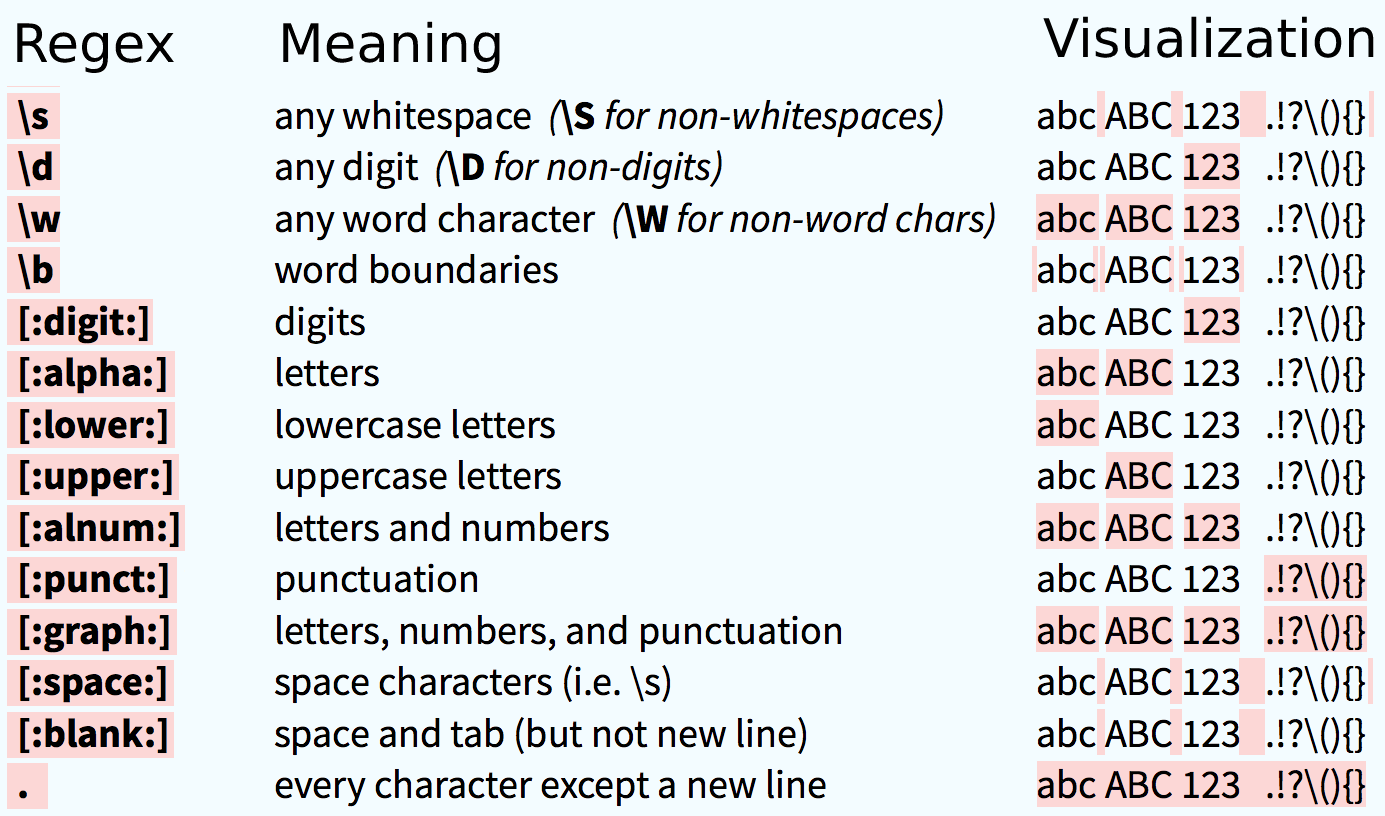 Regex Meaning Visualization
\s any whitespace (\S for non-whitespaces) abc ABC 123 .!?\(){}
\d any digit (\D for non-digits) abc ABC 123 .!?\(){}
\w any word character (\W for non-word chars) abc ABC 123 .!?\(){}
\b word boundaries abc ABC 123 .!?\(){}
[:digit:] digits abc ABC 123 .!?\(){}
[:alpha:] letters abc ABC 123 .!?\(){}
[:lower:] lowercase letters abc ABC 123 .!?\(){}
[:upper:] uppercase letters abc ABC 123 .!?\(){}
[:alnum:] letters and numbers abc ABC 123 .!?\(){}
[:punct:] punctuation abc ABC 123 .!?\(){}
[:graph:] letters, numbers, and punctuation abc ABC 123 .!?\(){}
[:space:] space characters (i.e. \s) abc ABC 123 .!?\(){}
[:blank:] space and tab (but not new line) abc ABC 123 .!?\(){}
. every character except a new line abc ABC 123 .!?\(){}